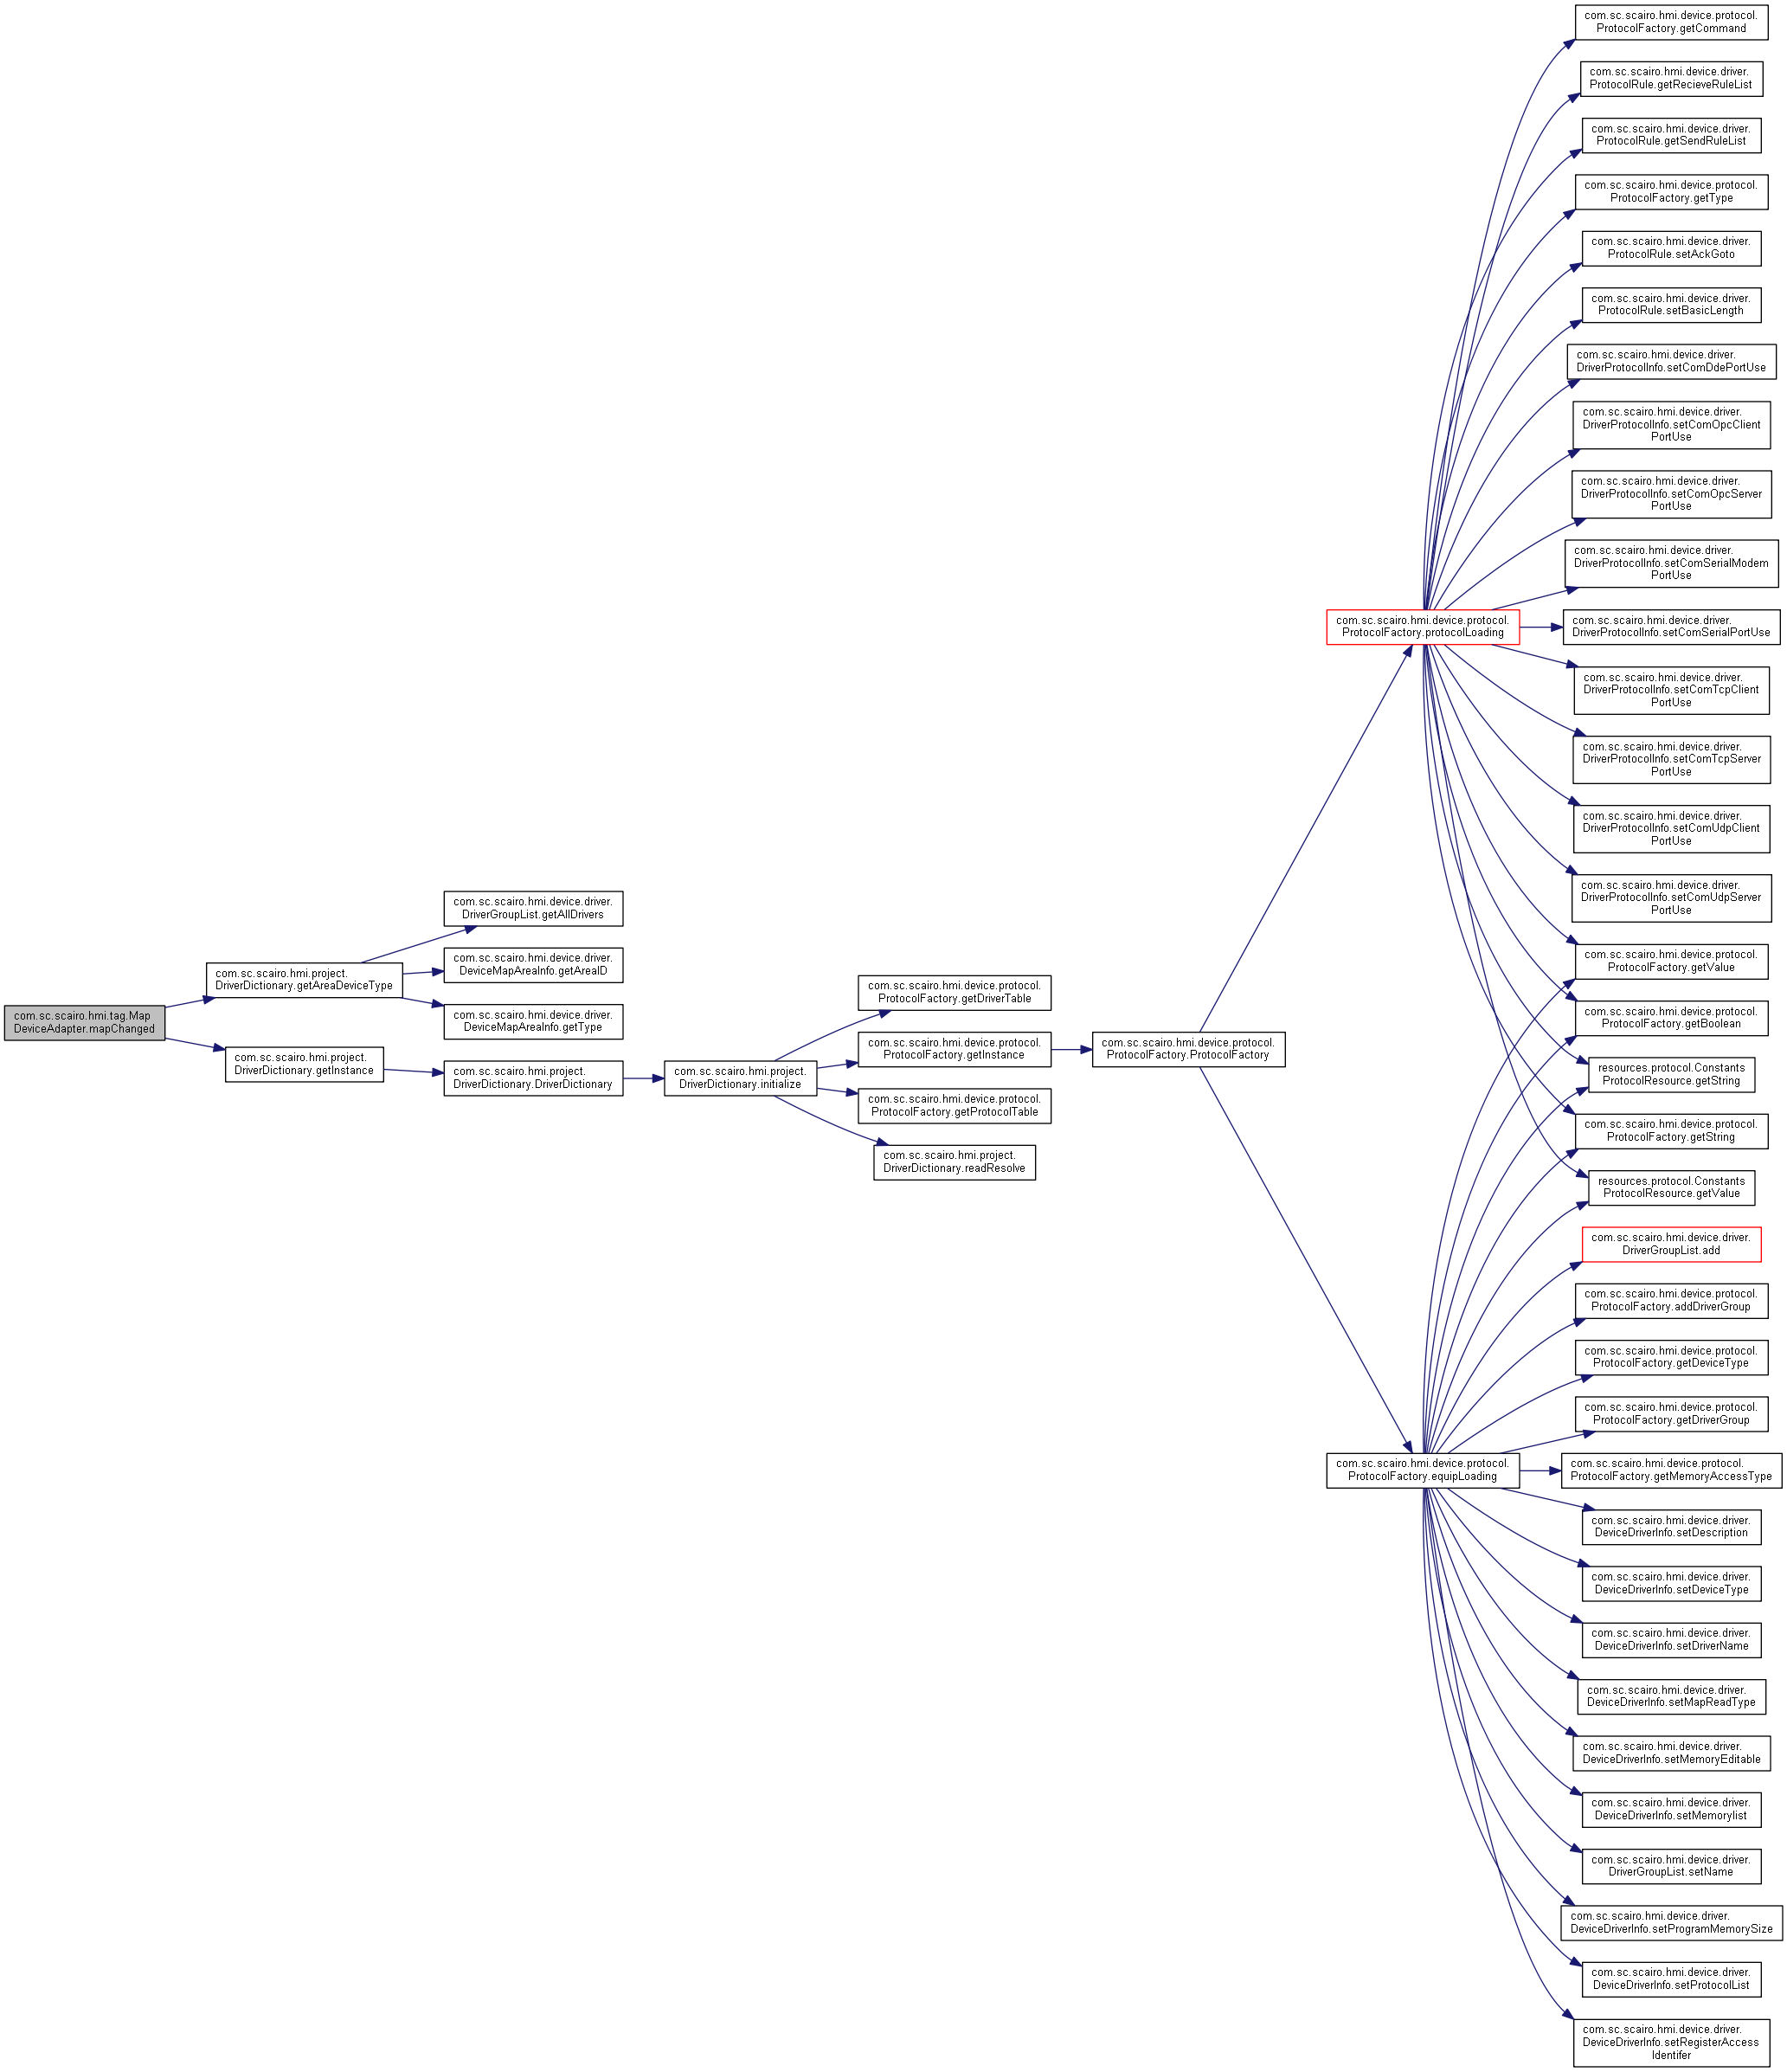 com.sc.scairo.hmi.tag.Map
DeviceAdapter.mapChanged
com.sc.scairo.hmi.project.
DriverDictionary.getAreaDeviceType
com.sc.scairo.hmi.project.
DriverDictionary.getInstance
com.sc.scairo.hmi.device.driver.
DriverGroupList.getAllDrivers
com.sc.scairo.hmi.device.driver.
DeviceMapAreaInfo.getAreaID
com.sc.scairo.hmi.device.driver.
DeviceMapAreaInfo.getType
com.sc.scairo.hmi.project.
DriverDictionary.DriverDictionary
com.sc.scairo.hmi.project.
DriverDictionary.initialize
com.sc.scairo.hmi.device.protocol.
ProtocolFactory.getDriverTable
com.sc.scairo.hmi.device.protocol.
ProtocolFactory.getInstance
com.sc.scairo.hmi.device.protocol.
ProtocolFactory.getProtocolTable
com.sc.scairo.hmi.project.
DriverDictionary.readResolve
com.sc.scairo.hmi.device.protocol.
ProtocolFactory.ProtocolFactory
com.sc.scairo.hmi.device.protocol.
ProtocolFactory.protocolLoading
com.sc.scairo.hmi.device.protocol.
ProtocolFactory.equipLoading
com.sc.scairo.hmi.device.protocol.
ProtocolFactory.getCommand
com.sc.scairo.hmi.device.driver.
ProtocolRule.getRecieveRuleList
com.sc.scairo.hmi.device.driver.
ProtocolRule.getSendRuleList
com.sc.scairo.hmi.device.protocol.
ProtocolFactory.getType
com.sc.scairo.hmi.device.driver.
ProtocolRule.setAckGoto
com.sc.scairo.hmi.device.driver.
ProtocolRule.setBasicLength
com.sc.scairo.hmi.device.driver.
DriverProtocolInfo.setComDdePortUse
com.sc.scairo.hmi.device.driver.
DriverProtocolInfo.setComOpcClient
PortUse
com.sc.scairo.hmi.device.driver.
DriverProtocolInfo.setComOpcServer
PortUse
com.sc.scairo.hmi.device.driver.
DriverProtocolInfo.setComSerialModem
PortUse
com.sc.scairo.hmi.device.driver.
DriverProtocolInfo.setComSerialPortUse
com.sc.scairo.hmi.device.driver.
DriverProtocolInfo.setComTcpClient
PortUse
com.sc.scairo.hmi.device.driver.
DriverProtocolInfo.setComTcpServer
PortUse
com.sc.scairo.hmi.device.driver.
DriverProtocolInfo.setComUdpClient
PortUse
com.sc.scairo.hmi.device.driver.
DriverProtocolInfo.setComUdpServer
PortUse
com.sc.scairo.hmi.device.protocol.
ProtocolFactory.getValue
com.sc.scairo.hmi.device.protocol.
ProtocolFactory.getBoolean
resources.protocol.Constants
ProtocolResource.getString
com.sc.scairo.hmi.device.protocol.
ProtocolFactory.getString
resources.protocol.Constants
ProtocolResource.getValue
com.sc.scairo.hmi.device.driver.
DriverGroupList.add
com.sc.scairo.hmi.device.protocol.
ProtocolFactory.addDriverGroup
com.sc.scairo.hmi.device.protocol.
ProtocolFactory.getDeviceType
com.sc.scairo.hmi.device.protocol.
ProtocolFactory.getDriverGroup
com.sc.scairo.hmi.device.protocol.
ProtocolFactory.getMemoryAccessType
com.sc.scairo.hmi.device.driver.
DeviceDriverInfo.setDescription
com.sc.scairo.hmi.device.driver.
DeviceDriverInfo.setDeviceType
com.sc.scairo.hmi.device.driver.
DeviceDriverInfo.setDriverName
com.sc.scairo.hmi.device.driver.
DeviceDriverInfo.setMapReadType
com.sc.scairo.hmi.device.driver.
DeviceDriverInfo.setMemoryEditable
com.sc.scairo.hmi.device.driver.
DeviceDriverInfo.setMemorylist
com.sc.scairo.hmi.device.driver.
DriverGroupList.setName
com.sc.scairo.hmi.device.driver.
DeviceDriverInfo.setProgramMemorySize
com.sc.scairo.hmi.device.driver.
DeviceDriverInfo.setProtocolList
com.sc.scairo.hmi.device.driver.
DeviceDriverInfo.setRegisterAccess
Identifer